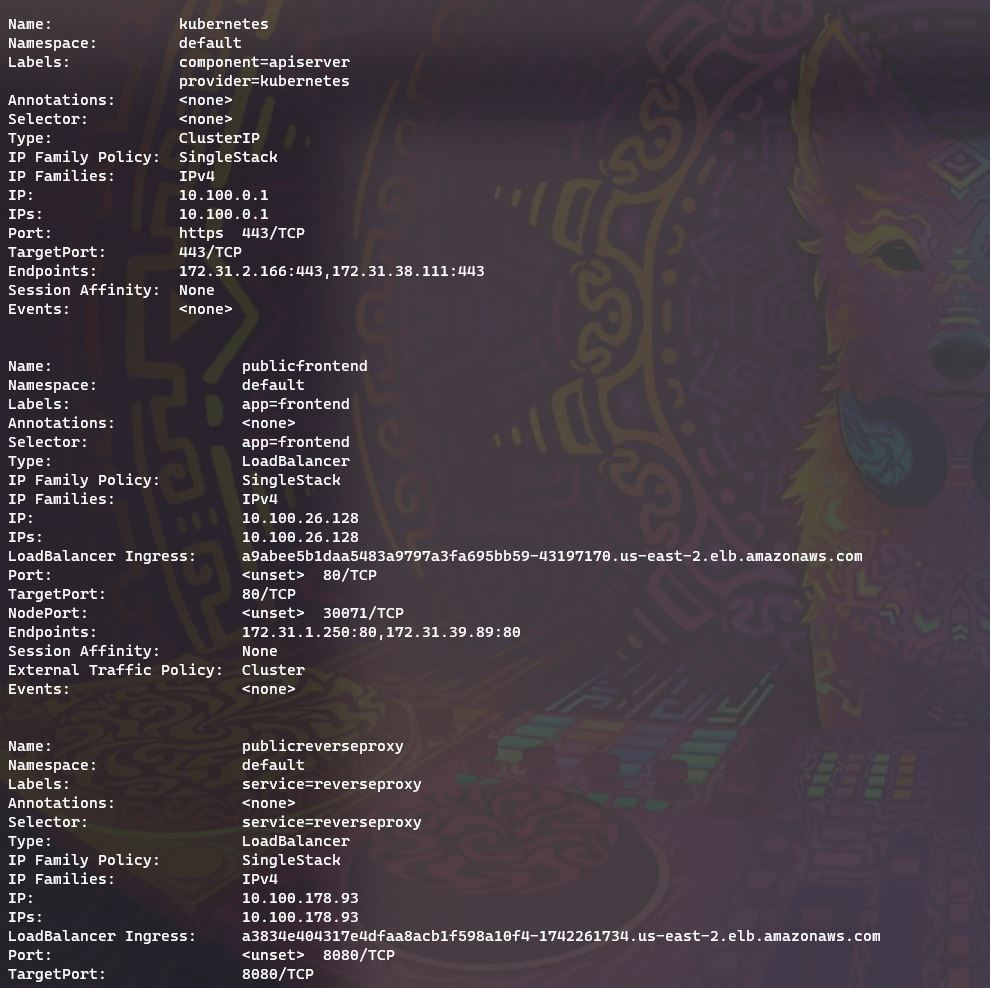 Name:              kubernetes
Namespace:         default
Labels:            component=apiserver
                   provider=kubernetes
Annotations:       <none>
Selector:          <none>
Type:              ClusterIP
IP Family Policy:  SingleStack
IP Families:       IPv4
IP:                10.100.0.1
IPs:               10.100.0.1
Port:              https  443/TCP
TargetPort:        443/TCP
Endpoints:         172.31.2.166:443,172.31.38.111:443
Session Affinity:  None
Events:            <none>

Name:                     publicfrontend
Namespace:                default
Labels:                   app=frontend
Annotations:              <none>
Selector:                 app=frontend
Type:                     LoadBalancer
IP Family Policy:         SingleStack
IP Families:              IPv4
IP:                       10.100.26.128
IPs:                      10.100.26.128
LoadBalancer Ingress:     a9abee5b1daa5483a9797a3fa695bb59-43197170.us-east-2.elb.amazonaws.com
Port:                     <unset>  80/TCP
TargetPort:               80/TCP
NodePort:                 <unset>  30071/TCP
Endpoints:                172.31.1.250:80,172.31.39.89:80
Session Affinity:         None
External Traffic Policy:  Cluster
Events:                   <none>

Name:                     publicreverseproxy
Namespace:                default
Labels:                   service=reverseproxy
Annotations:              <none>
Selector:                 service=reverseproxy
Type:                     LoadBalancer
IP Family Policy:         SingleStack
IP Families:              IPv4
IP:                       10.100.178.93
IPs:                      10.100.178.93
LoadBalancer Ingress:     a3834e404317e4dfaa8acb1f598a10f4-1742261734.us-east-2.elb.amazonaws.com
Port:                     <unset>  8080/TCP
TargetPort:               8080/TCP